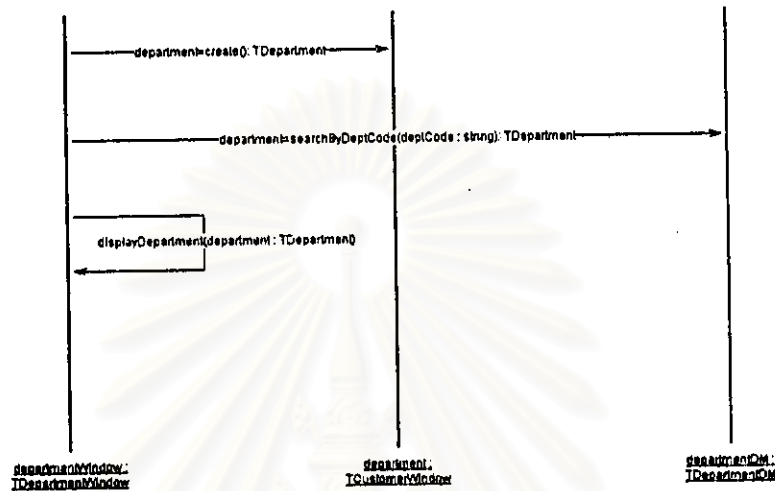 department=create(): TDepartment
department=searchByDeptCode(deptCode : string): TDepartment
displayDepartment(department : TDepartment)
departmentWindow :
TDepartmentWindow
department :
TCustomerWindow
departmentDM :
TDepartmentDM